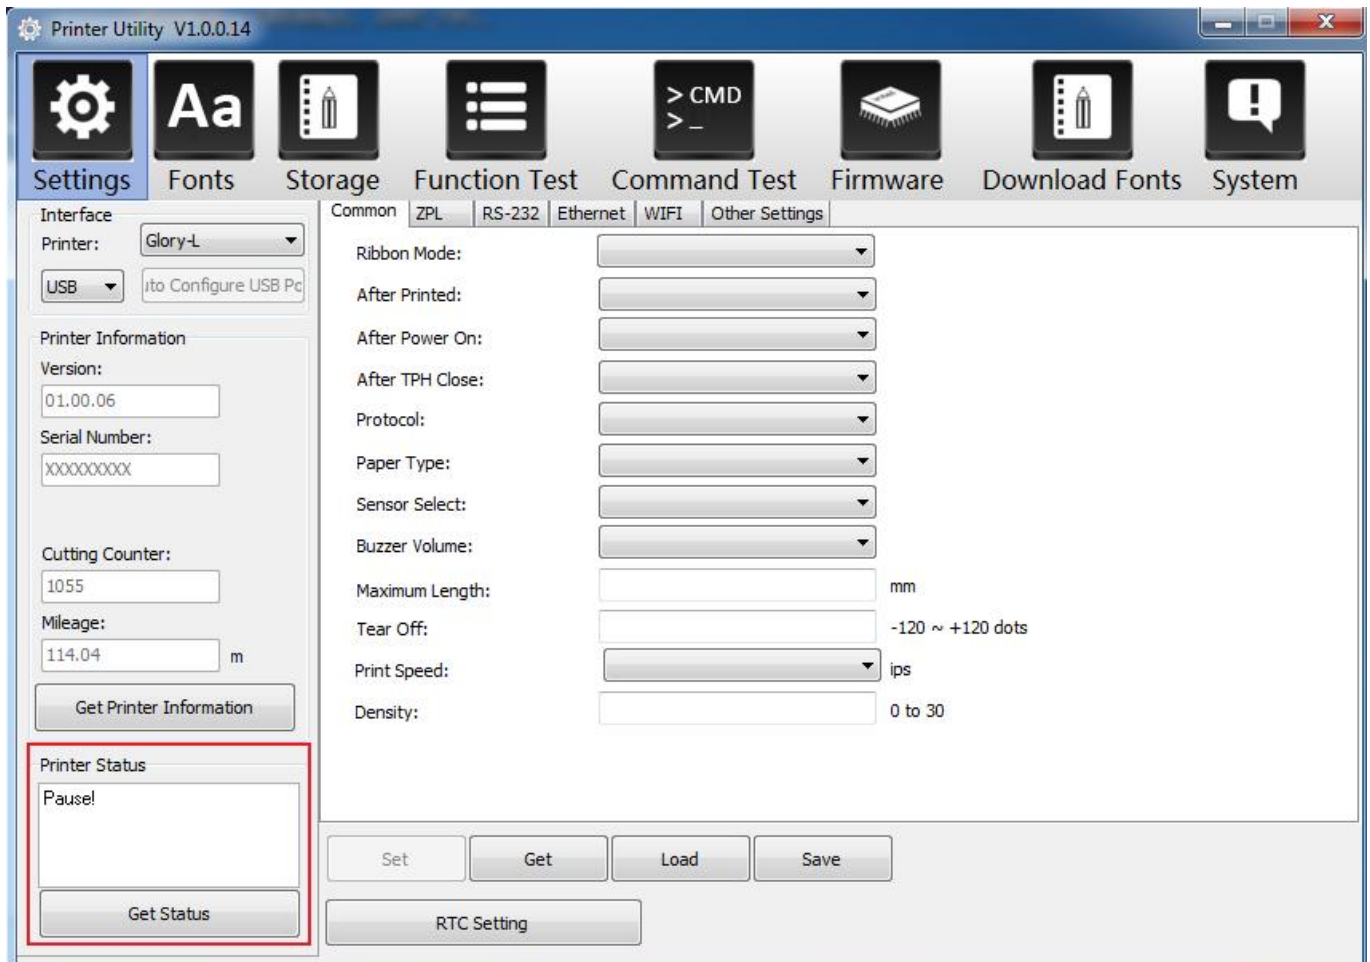 Printer Utility V1.0.0.14
Aa
> CMD
>_
Settings Fonts Storage Function Test Command Test Firmware Download Fonts System
Interface
Printer: Glory-L
USB
uto Configure USB Po
Printer Information
Version:
01.00.06
Serial Number:
XXXXXXXXX
Cutting Counter:
1055
Mileage:
114.04 m
Get Printer Information
Printer Status
Pause!
Get Status
Common ZPL RS-232 Ethernet WIFI Other Settings
Ribbon Mode:
After Printed:
After Power On:
After TPH Close:
Protocol:
Paper Type:
Sensor Select:
Buzzer Volume:
Maximum Length: mm
Tear Off: -120 ~ +120 dots
Print Speed: ips
Density: 0 to 30
Set Get Load Save
RTC Setting